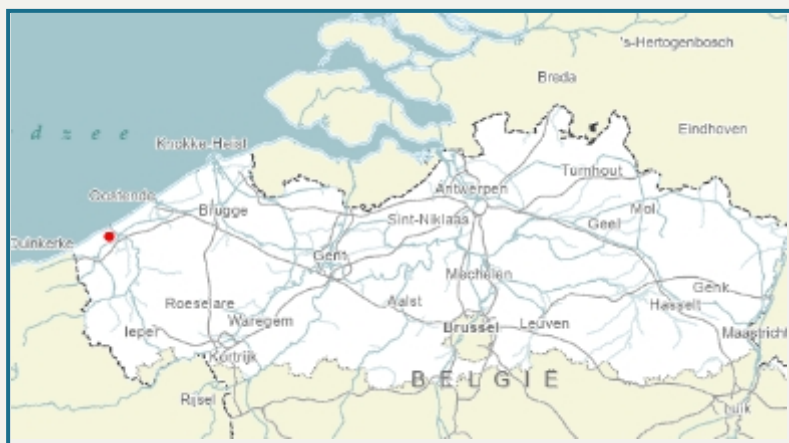 's-Hertogenbosch
Breda
d z e e
Eindhoven
Knokke-Heist
Turnhout
Oostende
Antwerpen
Brugge
Mol
Sint-Niklaas
Geel
Duinkerke
Gent
Mechelen
Genk
Roeselare
Aalst
Hasselt
Waregem
Ieper
Brussel
Leuven
Maastricht
Kortrijk
BELGIË
Rijsel
Luik